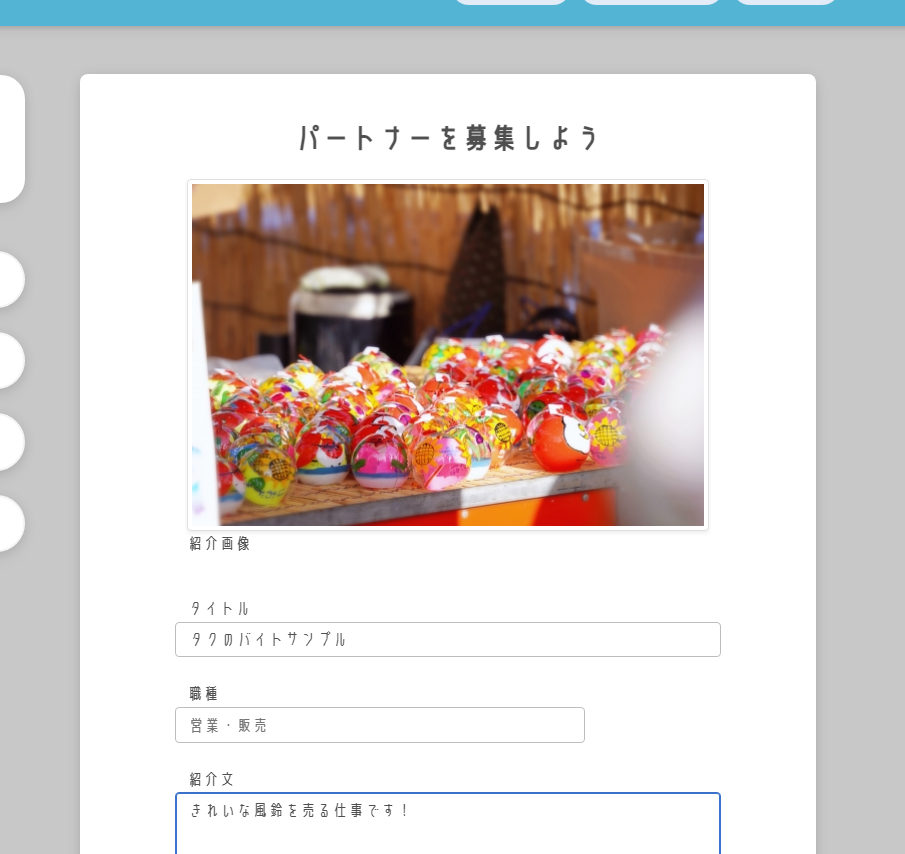 パートナーを募集しよう
紹介画像
タイトル
タクのバイトサンプル
職種
営業・販売
紹介文
きれいな風鈴を売る仕事です！